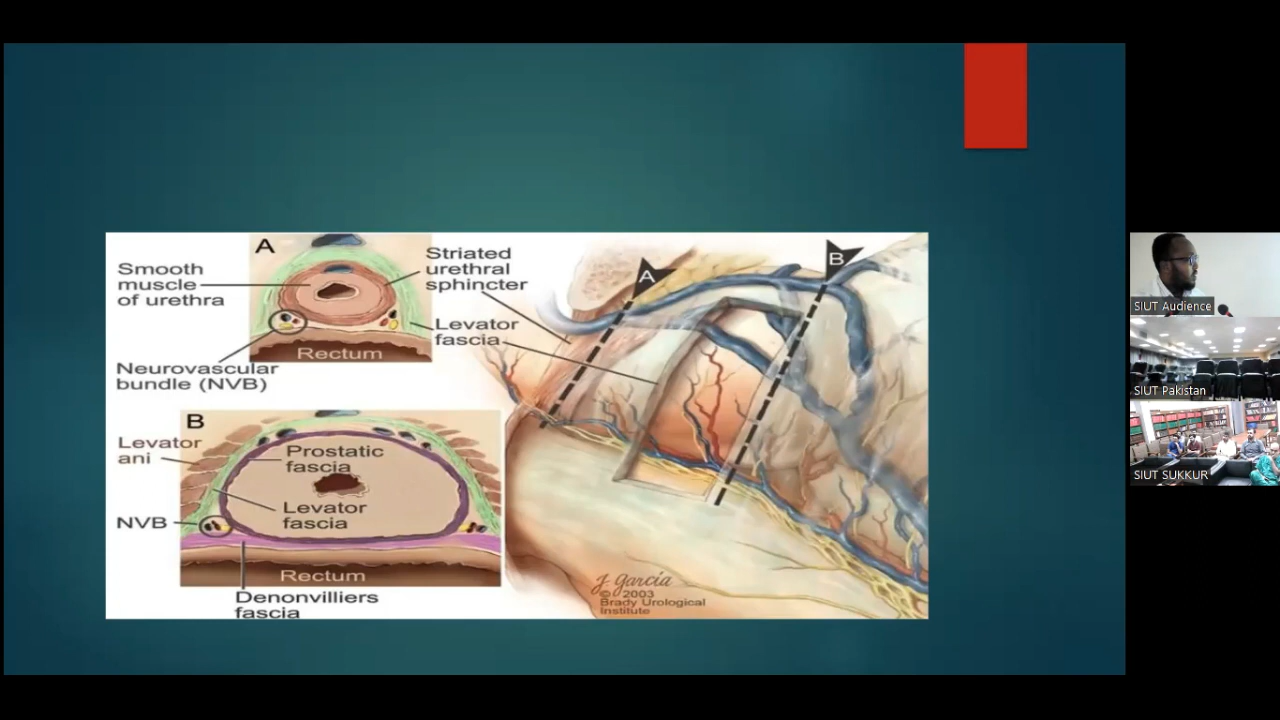 A
Smooth
muscle
of urethra
Striated
urethral
sphincter
Levator
fascia
Neurovascular
bundle (NVB)
Rectum
B
Levator
ani
Prostatic
fascia
Levator
fascia
NVB
Rectum
Denonvilliers
fascia
A
B
J Garcia
© 2003
Brady Urological
Institute
SIUT Audience
SIUT Pakistan
SIUT SUKKUR